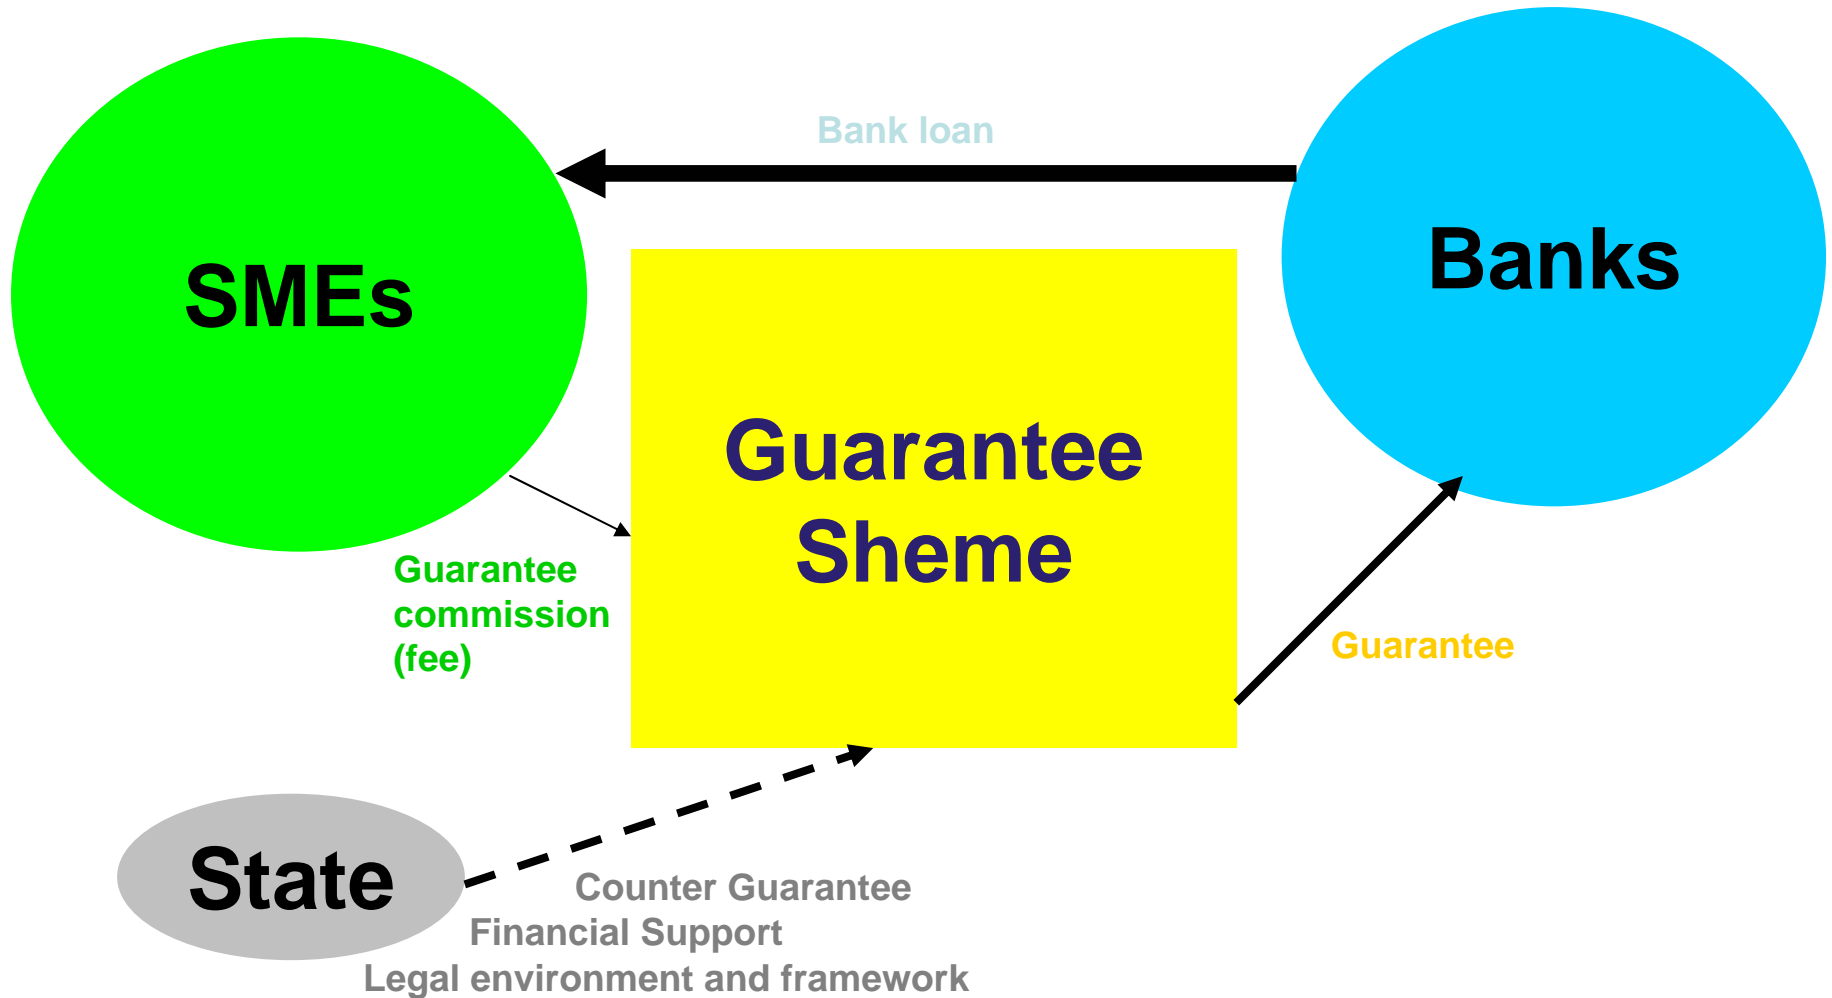 Bank loan
SMEs
Banks
Guarantee
Sheme
Guarantee
commission
(fee)
Guarantee
State
Counter Guarantee
Financial Support
Legal environment and framework